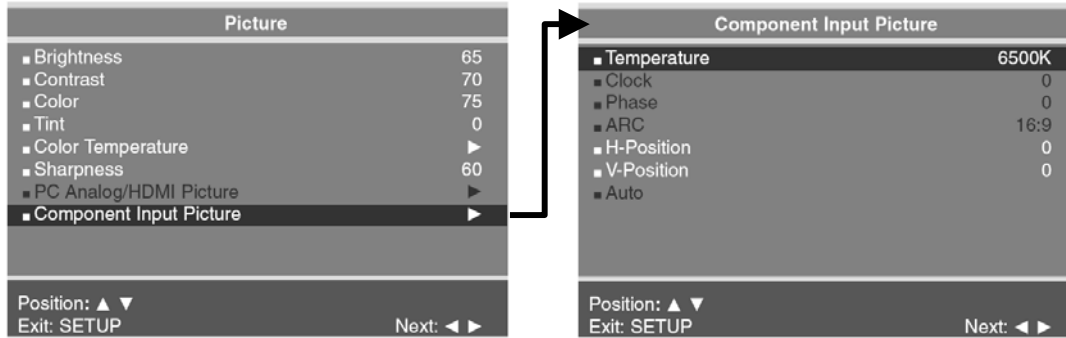 Picture
Brightness 65
Contrast 70
Color 75
Tint 0
Color Temperature ►
Sharpness 60
PC Analog/HDMI Picture ►
Component Input Picture ►
Position: ▲ ▼
Exit: SETUP Next: ◄ ►
Component Input Picture
Temperature 6500K
Clock 0
Phase 0
ARC 16:9
H-Position 0
V-Position 0
Auto
Position: ▲ ▼
Exit: SETUP Next: ◄ ►